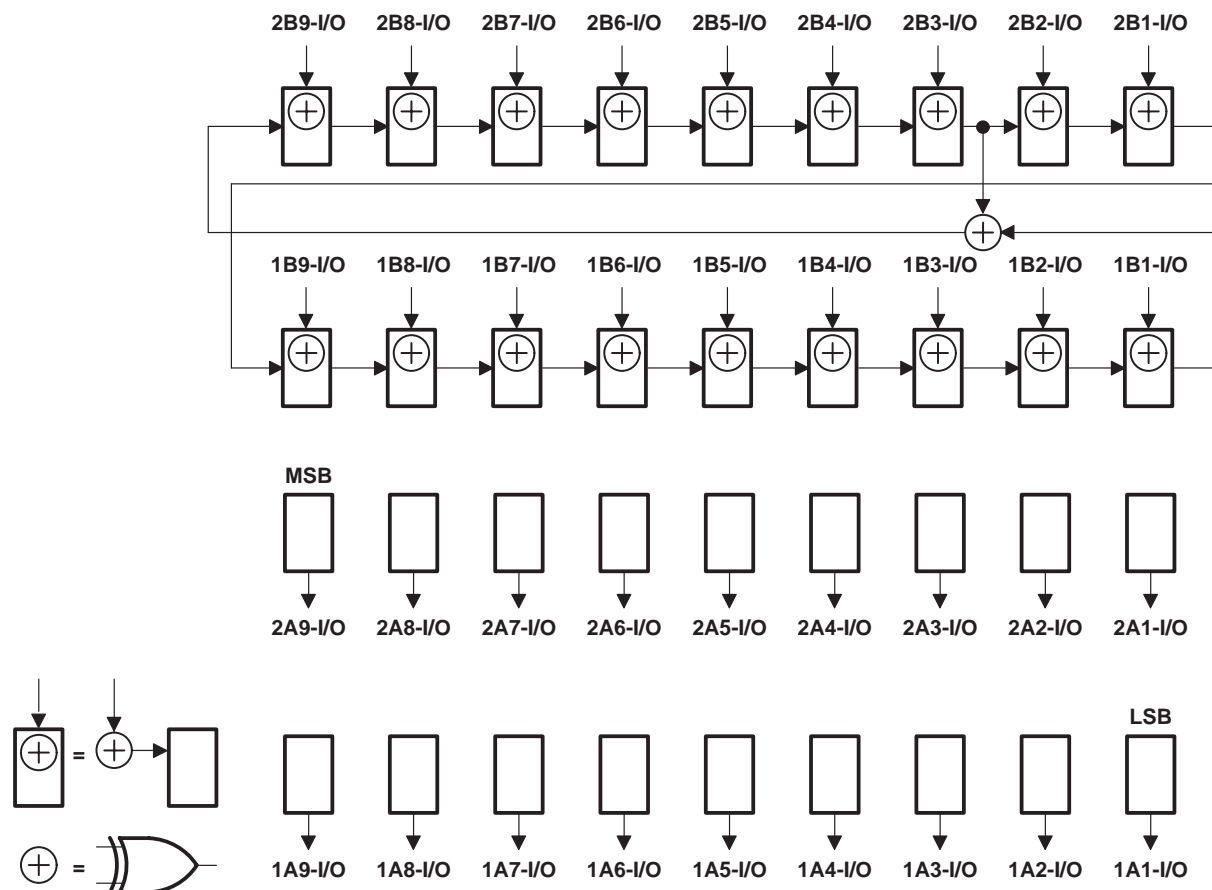 2B9-I/O 2B8-I/O 2B7-I/O 2B6-I/O 2B5-I/O 2B4-I/O 2B3-I/O 2B2-I/O 2B1-I/O
1B9-I/O 1B8-I/O 1B7-I/O 1B6-I/O 1B5-I/O 1B4-I/O 1B3-I/O 1B2-I/O 1B1-I/O
MSB
2A9-I/O 2A8-I/O 2A7-I/O 2A6-I/O 2A5-I/O 2A4-I/O 2A3-I/O 2A2-I/O 2A1-I/O
LSB
=
=
1A9-I/O 1A8-I/O 1A7-I/O 1A6-I/O 1A5-I/O 1A4-I/O 1A3-I/O 1A2-I/O 1A1-I/O